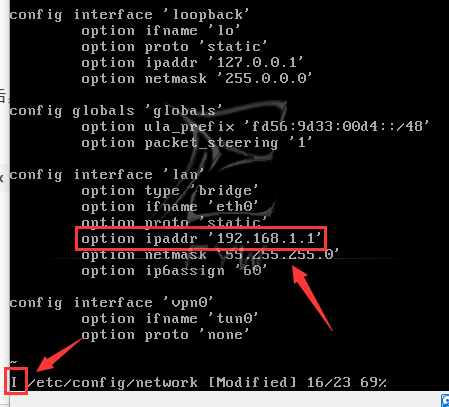 config interface 'loopback'
option ifname 'lo'
option proto 'static'
option ipaddr '127.0.0.1'
option netmask '255.0.0.0'
config globals 'globals'
option ula_prefix 'fd56:9d33:00d4::/48'
option packet_steering '1'
config interface 'lan'
option type 'bridge'
option ifname 'eth0'
option proto 'static'
option ipaddr '192.168.1.1'
option netmask '55.255.255.0'
option ip6assign '60'
config interface 'vpn0'
option ifname 'tun0'
option proto 'none'
~
I /etc/config/network [Modified] 16/23 69%